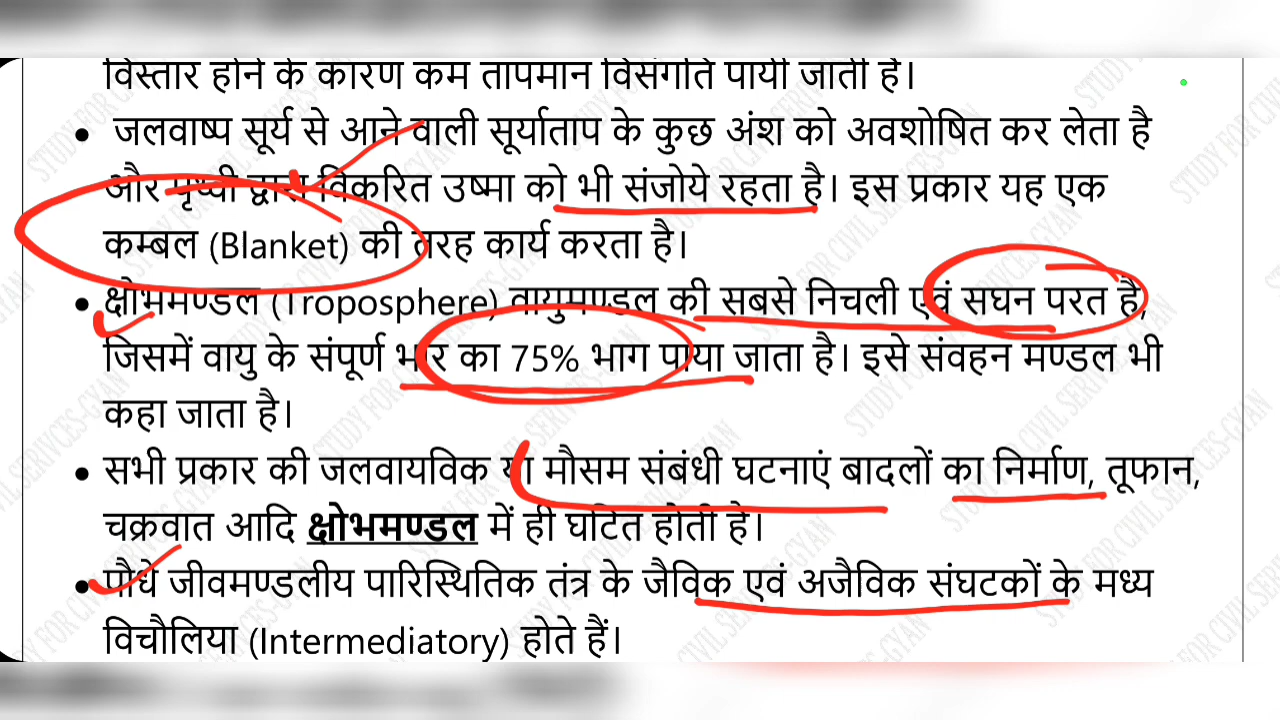 विस्तार होने के कारण कम तापमान विसंगति पायी जाती है।
• जलवाष्प सूर्य से आने वाली सूर्याताप के कुछ अंश को अवशोषित कर लेता है
और पृथ्वी द्वारा विकरित उष्मा को भी संजोये रहता है। इस प्रकार यह एक
कम्बल (Blanket) की तरह कार्य करता है।
• क्षोभमण्डल (Troposphere) वायुमण्डल की सबसे निचली एवं सघन परत है,
जिसमें वायु के संपूर्ण भार का 75% भाग पाया जाता है। इसे संवहन मण्डल भी
कहा जाता है।
• सभी प्रकार की जलवायविक या मौसम संबंधी घटनाएं बादलों का निर्माण, तूफान,
चक्रवात आदि क्षोभमण्डल में ही घटित होती है।
• पौधे जीवमण्डलीय पारिस्थितिक तंत्र के जैविक एवं अजैविक संघटकों के मध्य
विचौलिया (Intermediatory) होते हैं।